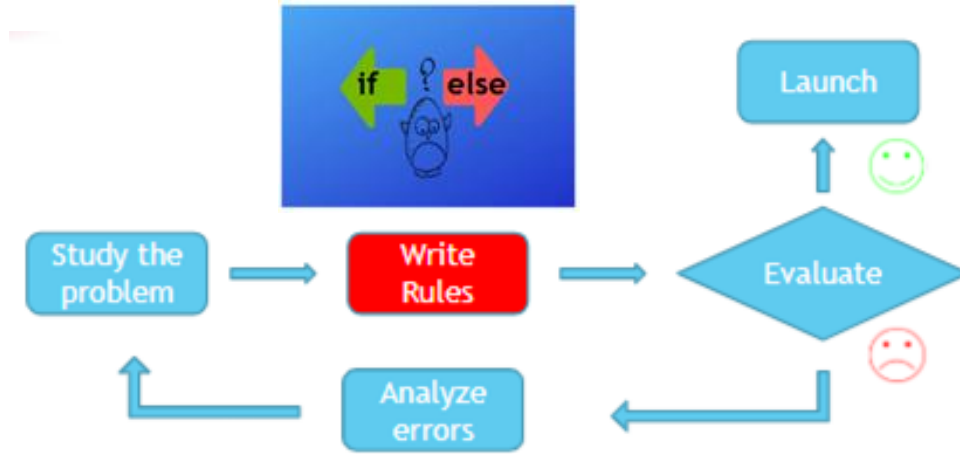 if ? else
Launch
Study the
problem
Write
Rules
Evaluate
Analyze
errors